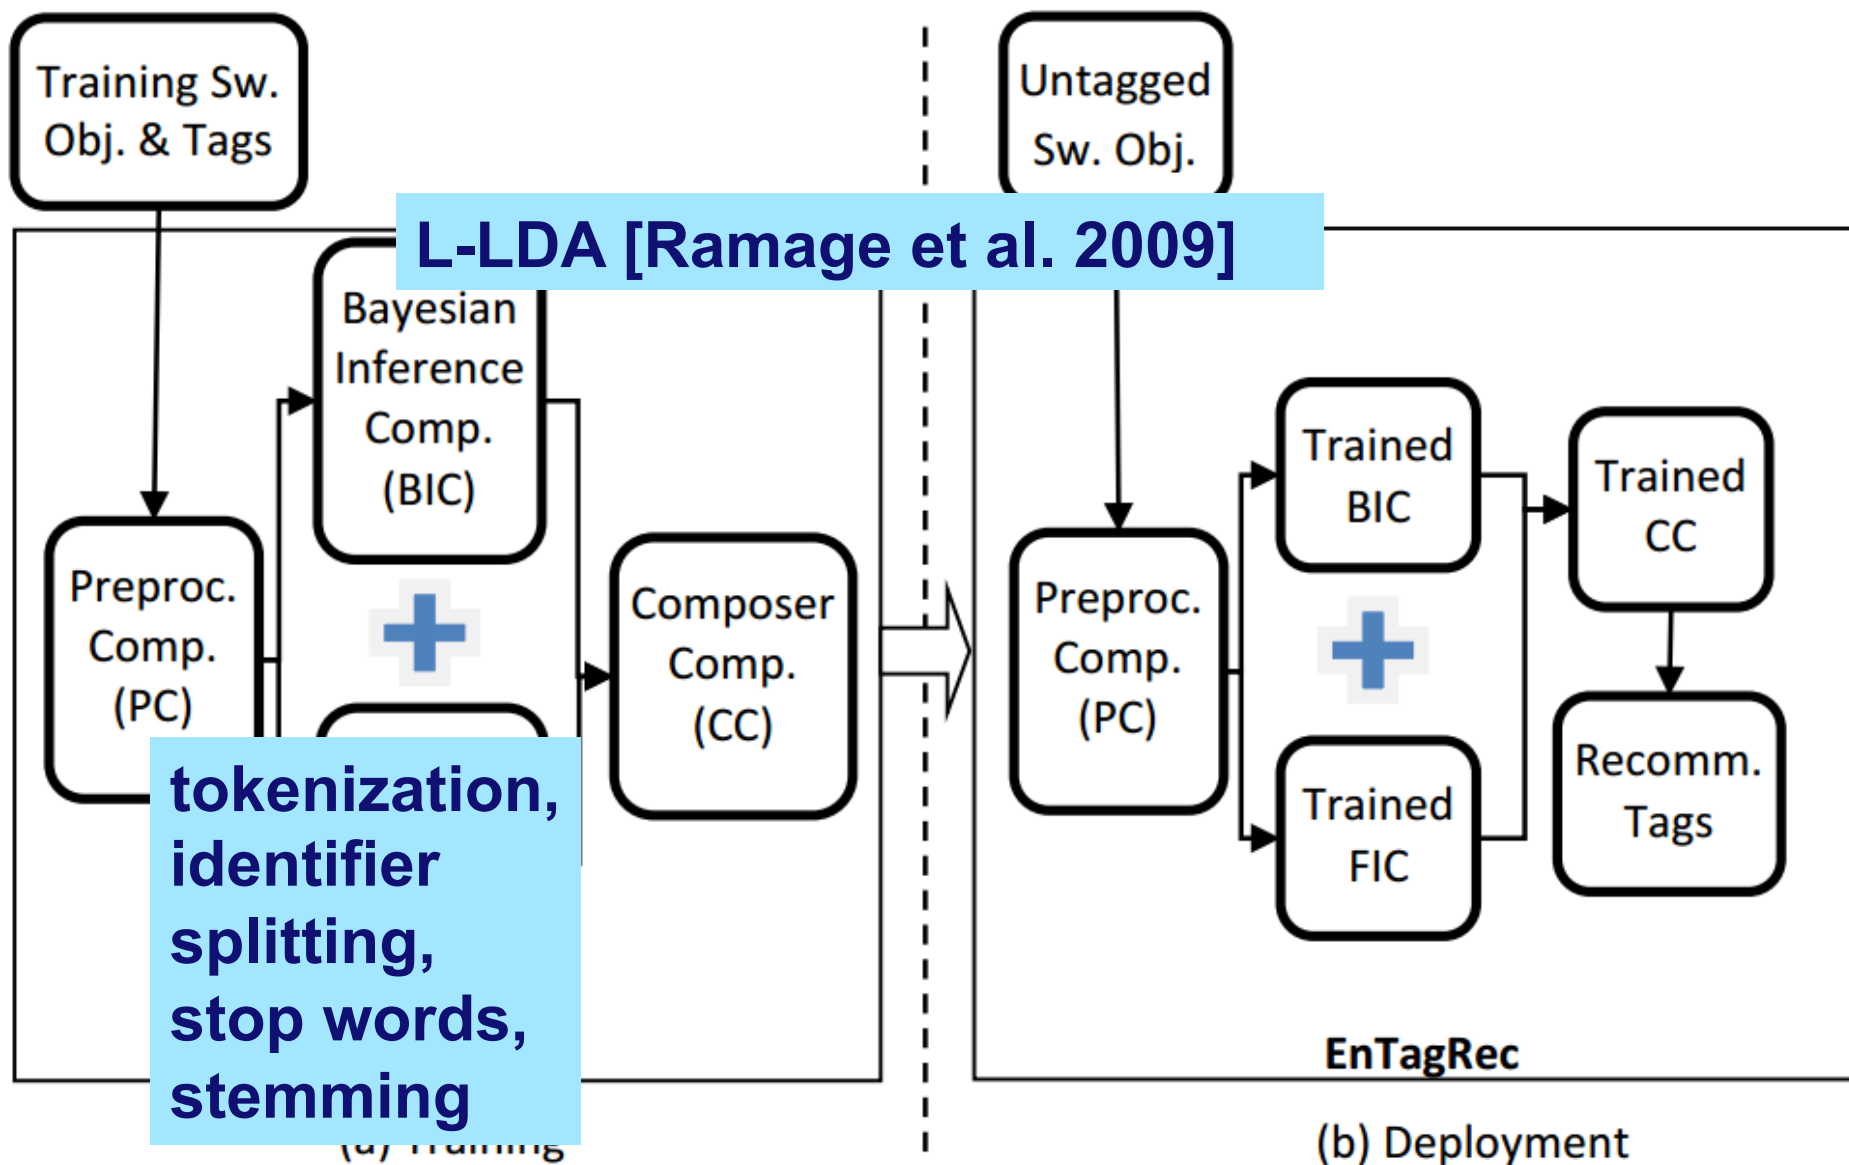 Training Sw.
Obj. & Tags
Untagged
Sw. Obj.
L-LDA [Ramage et al. 2009]
Bayesian
Inference
Comp.
(BIC)
Preproc.
Comp.
(PC)
Composer
Comp.
(CC)
tokenization,
identifier
splitting,
stop words,
stemming
(a) Training
Preproc.
Comp.
(PC)
Trained
BIC
Trained
FIC
Trained
CC
Recomm.
Tags
EnTagRec
(b) Deployment